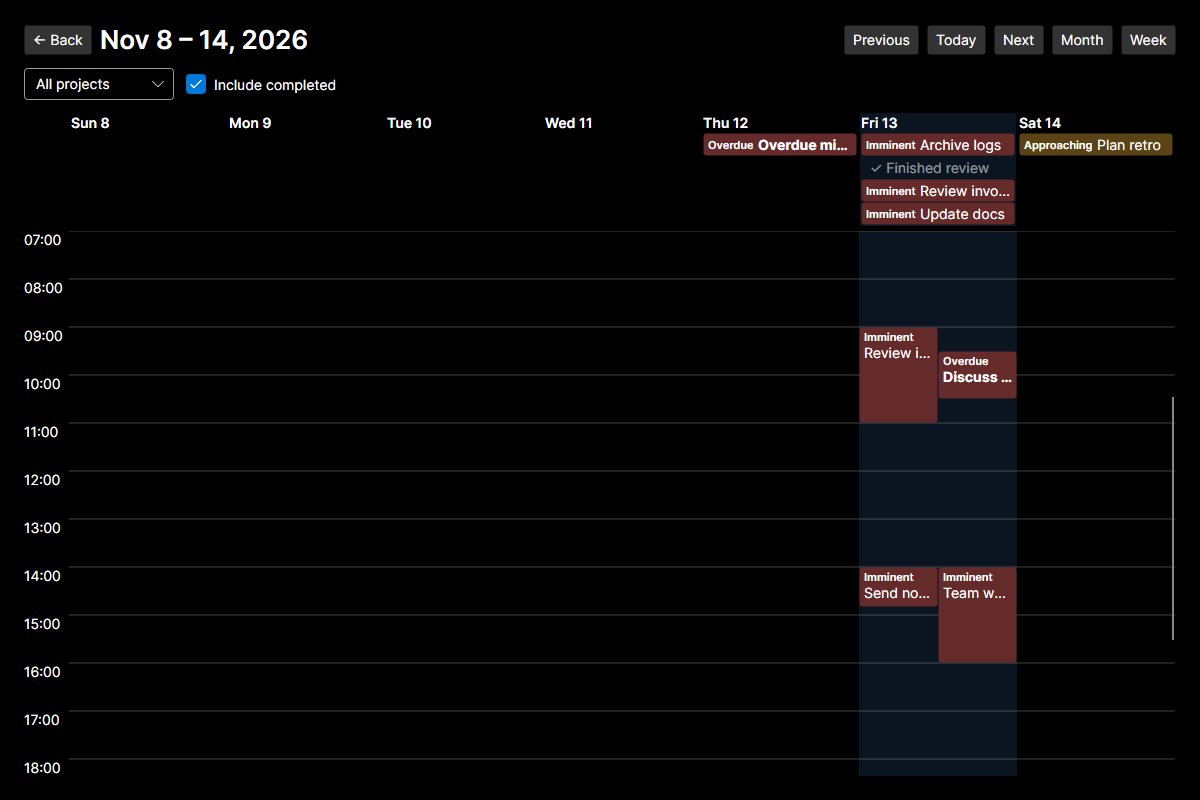 ← Back Nov 8 – 14, 2026 Previous Today Next Month Week
All projects Include completed
Sun 8 Mon 9 Tue 10 Wed 11 Thu 12 Fri 13 Sat 14
Overdue Overdue mi... Imminent Archive logs Approaching Plan retro
✓ Finished review
Imminent Review invo...
Imminent Update docs
07:00
08:00
09:00
Imminent
Review i...
Overdue
Discuss ...
10:00
11:00
12:00
13:00
14:00
Imminent Imminent
Send no... Team w...
15:00
16:00
17:00
18:00